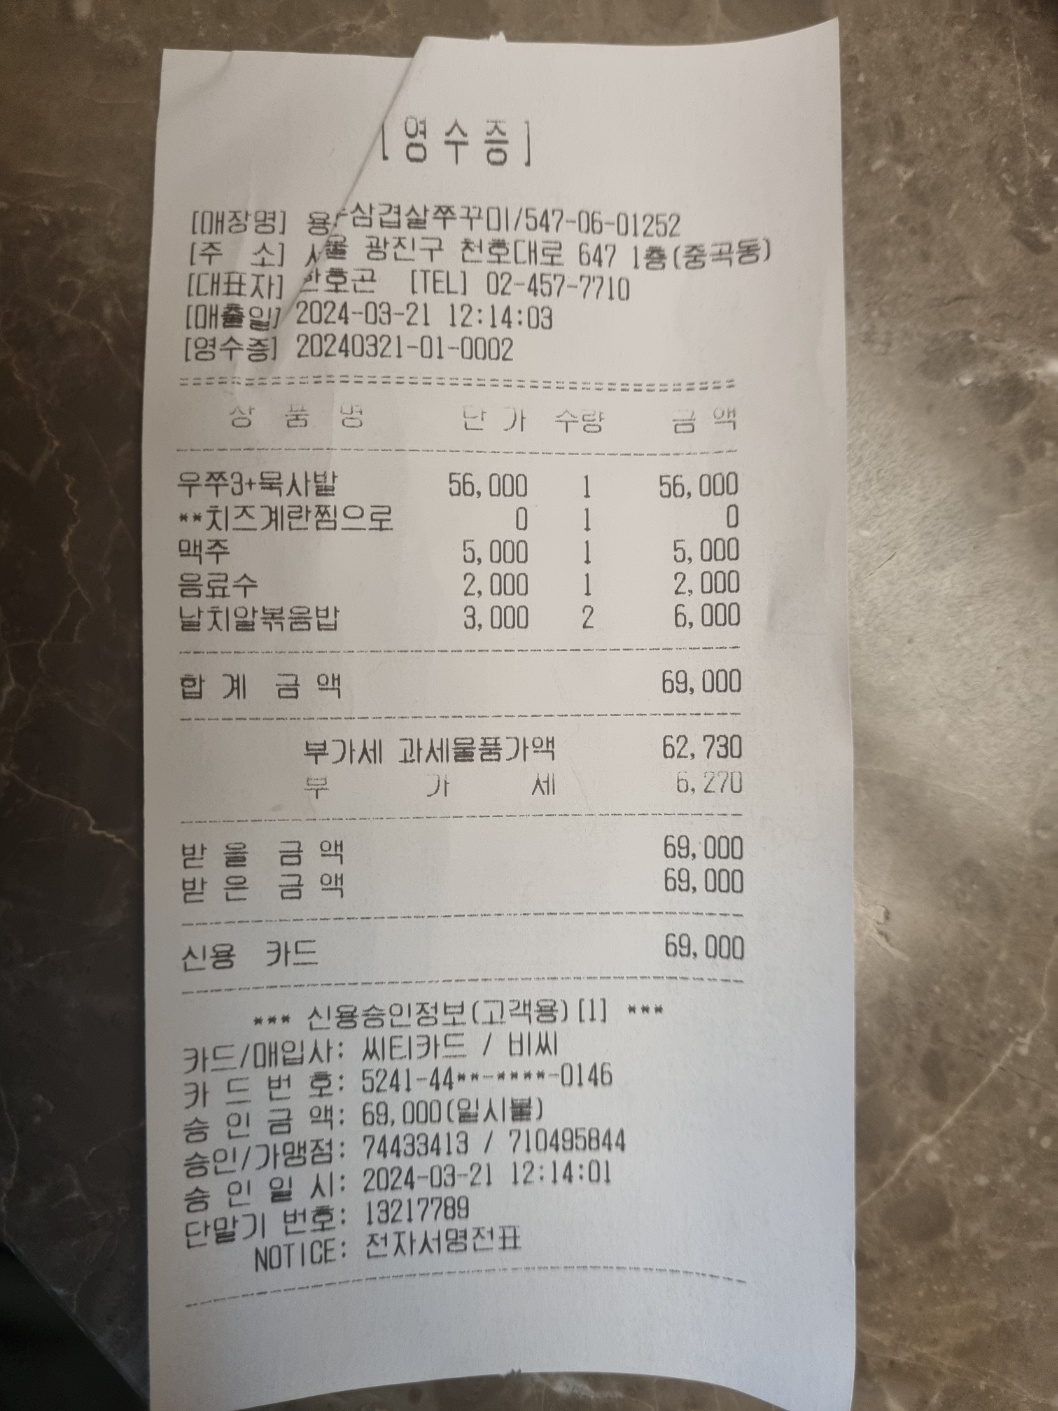 [영수증]
[매장명] 삼겹살쭈꾸미/547-06-01252
[주 소] 서울 광진구 천호대로 647 1층(중곡동)
[대표자] 한호곤 [TEL] 02-457-7710
[매출일] 2024-03-21 12:14:03
[영수증] 20240321-01-0002
상 품 명 단 가 수량 금 액
우쭈3+묵사발 56,000 1 56,000
**치즈계란찜으로 0 1 0
맥주 5,000 1 5,000
음료수 2,000 1 2,000
날치알볶음밥 3,000 2 6,000
합 계 금 액 69,000
부가세 과세물품가액 62,730
부 가 세 6,270
받 을 금 액 69,000
받 은 금 액 69,000
신용 카드 69,000
*** 신용승인정보(고객용)[1] ***
카드/매입사: 씨티카드 / 비씨
카 드 번 호: 5241-44**-****-0146
승 인 금 액: 69,000(일시불)
승인/가맹점: 74433413 / 710495844
승 인 일 시: 2024-03-21 12:14:01
단말기 번호: 13217789
NOTICE: 전자서명전표